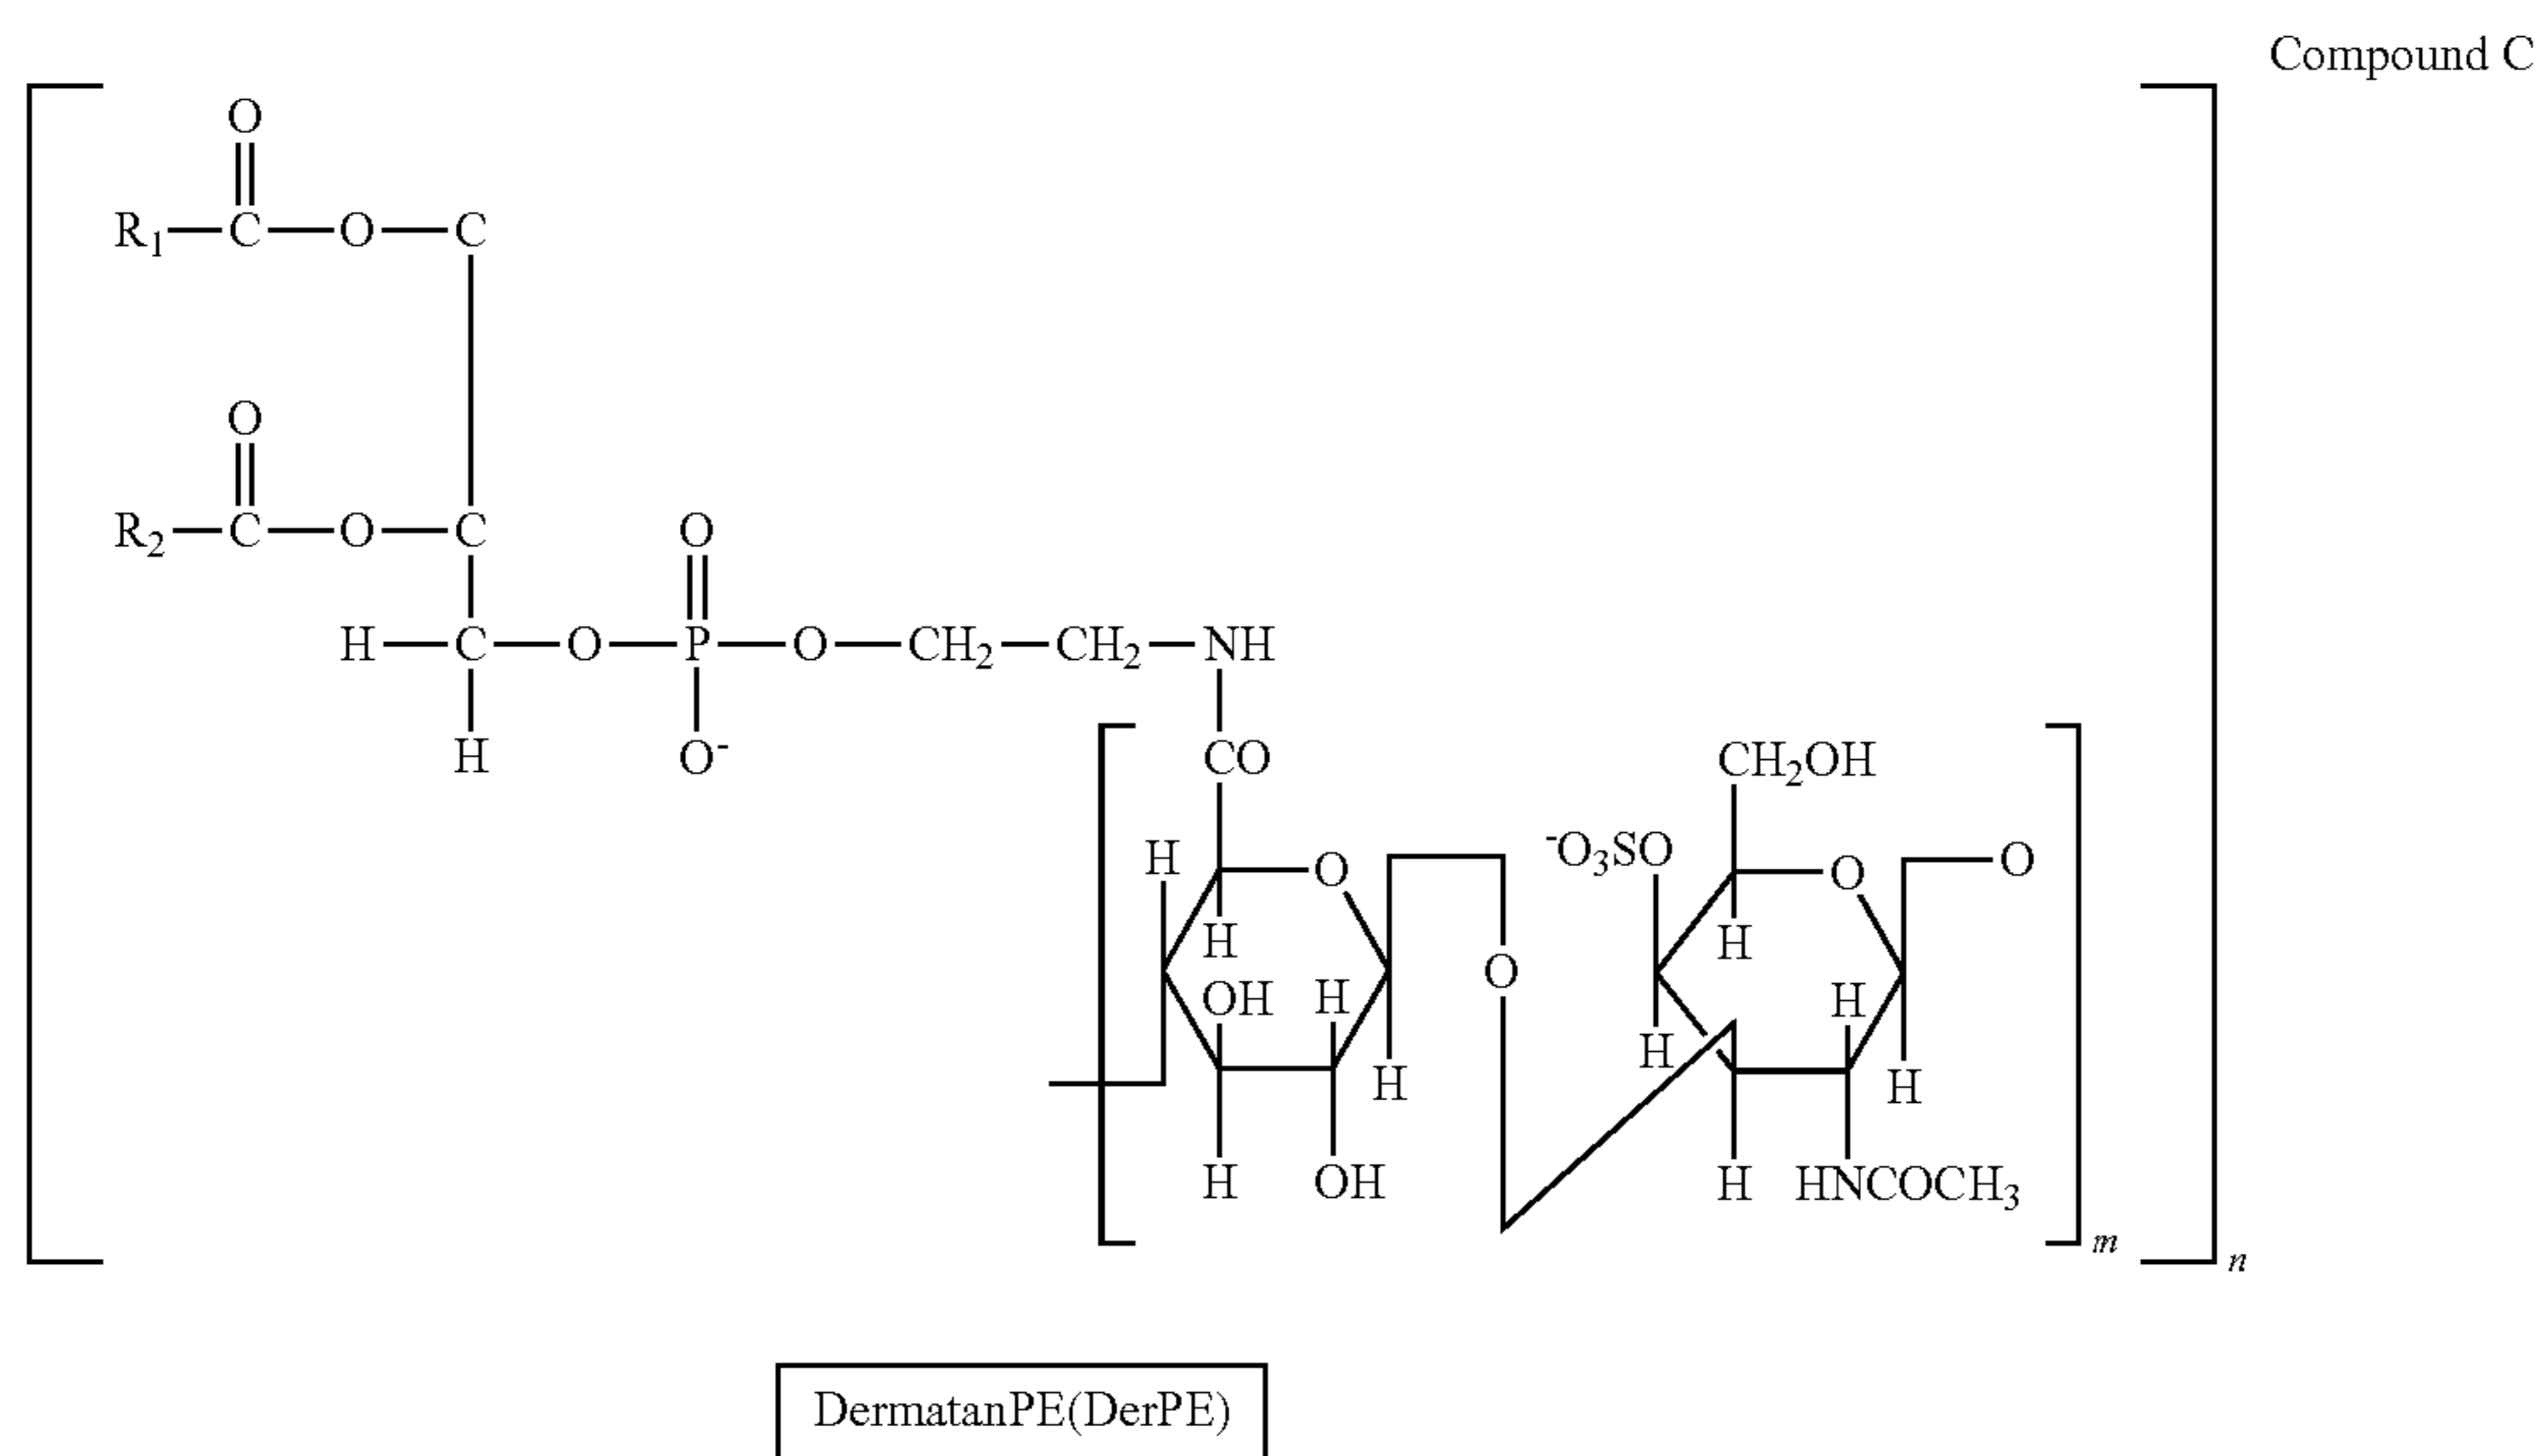 Compound C
O
R₁ C O C
O
R₂ C O C O
H C O P O CH₂ CH₂ NH
H O⁻ CO CH₂OH
H O ⁻O₃SO O O
H H
OH H O H
H H H
H OH H HNCOCH₃
m
n
DermatanPE(DerPE)